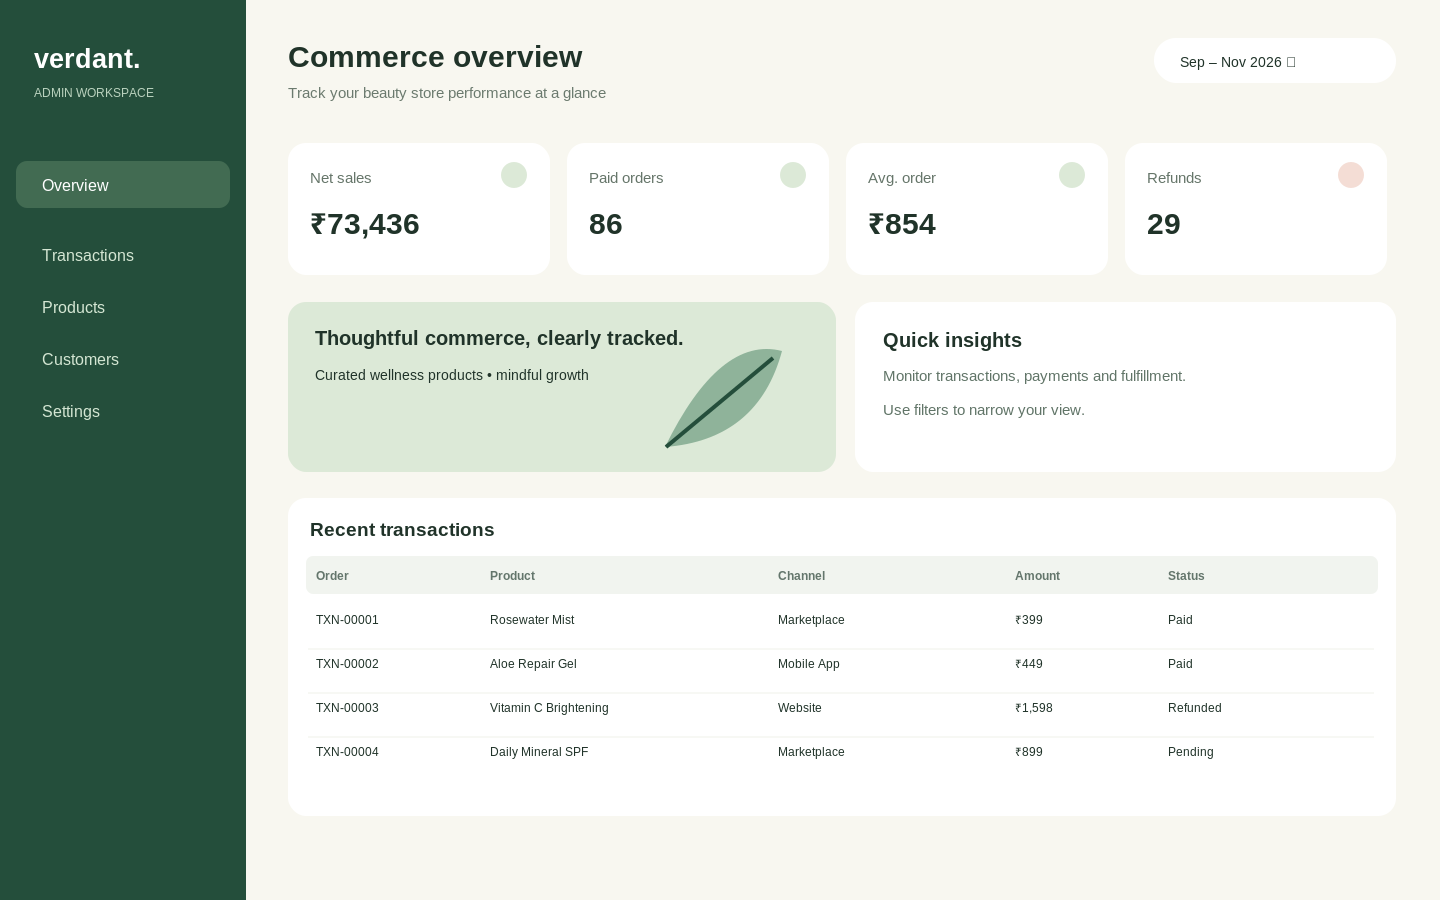 verdant.
ADMIN WORKSPACE
Overview
Transactions
Products
Customers
Settings
Commerce overview
Track your beauty store performance at a glance
Sep – Nov 2026
Net sales
₹73,436
Paid orders
86
Avg. order
₹854
Refunds
29
Thoughtful commerce, clearly tracked.
Curated wellness products • mindful growth
Quick insights
Monitor transactions, payments and fulfillment.
Use filters to narrow your view.
Recent transactions
Order Product Channel Amount Status
TXN-00001 Rosewater Mist Marketplace ₹399 Paid
TXN-00002 Aloe Repair Gel Mobile App ₹449 Paid
TXN-00003 Vitamin C Brightening Website ₹1,598 Refunded
TXN-00004 Daily Mineral SPF Marketplace ₹899 Pending